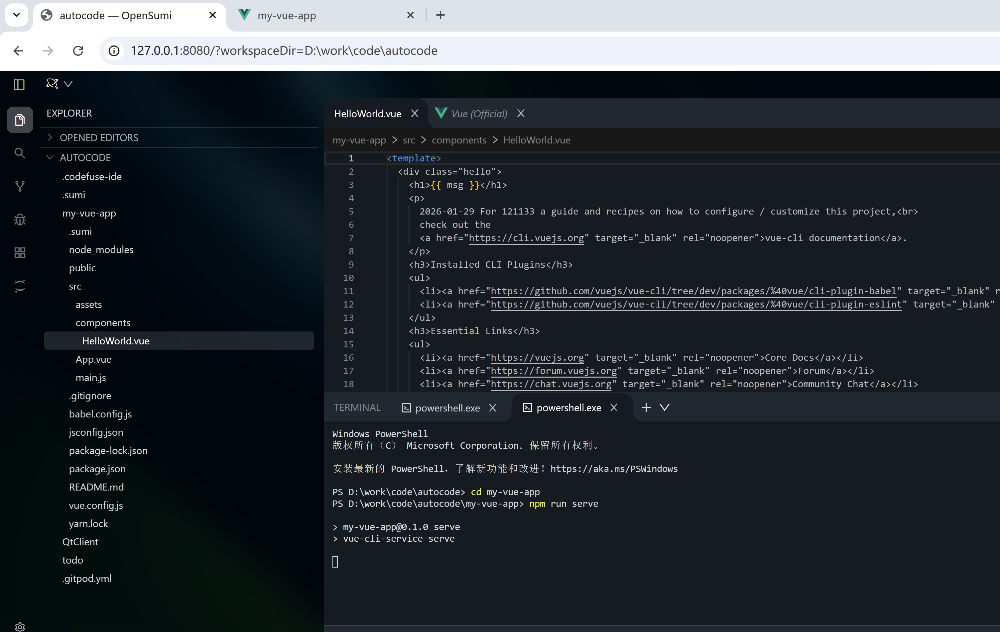 autocode — OpenSumi
my-vue-app
127.0.0.1:8080/?workspaceDir=D:\work\code\autocode
EXPLORER
OPENED EDITORS
AUTOCODE
.codefuse-ide
.sumi
my-vue-app
.sumi
node_modules
public
src
assets
components
HelloWorld.vue
App.vue
main.js
.gitignore
babel.config.js
jsconfig.json
package-lock.json
package.json
README.md
vue.config.js
yarn.lock
QtClient
todo
.gitpod.yml
HelloWorld.vue
Vue (Official)
my-vue-app > src > components > HelloWorld.vue
1 <template>
2 <div class="hello">
3 <h1>{{ msg }}</h1>
4 <p>
5 2026-01-29 For 121133 a guide and recipes on how to configure / customize this project,<br>
6 check out the
7 <a href="https://cli.vuejs.org" target="_blank" rel="noopener">vue-cli documentation</a>.
8 </p>
9 <h3>Installed CLI Plugins</h3>
10 <ul>
11 <li><a href="https://github.com/vuejs/vue-cli/tree/dev/packages/%40vue/cli-plugin-babel" target="_blank" r
12 <li><a href="https://github.com/vuejs/vue-cli/tree/dev/packages/%40vue/cli-plugin-eslint" target="_blank"
13 </ul>
14 <h3>Essential Links</h3>
15 <ul>
16 <li><a href="https://vuejs.org" target="_blank" rel="noopener">Core Docs</a></li>
17 <li><a href="https://forum.vuejs.org" target="_blank" rel="noopener">Forum</a></li>
18 <li><a href="https://chat.vuejs.org" target="_blank" rel="noopener">Community Chat</a></li>
TERMINAL
powershell.exe
powershell.exe
Windows PowerShell
版权所有（C） Microsoft Corporation。保留所有权利。
安装最新的 PowerShell，了解新功能和改进！https://aka.ms/PSWindows
PS D:\work\code\autocode> cd my-vue-app
PS D:\work\code\autocode\my-vue-app> npm run serve
> my-vue-app@0.1.0 serve
> vue-cli-service serve